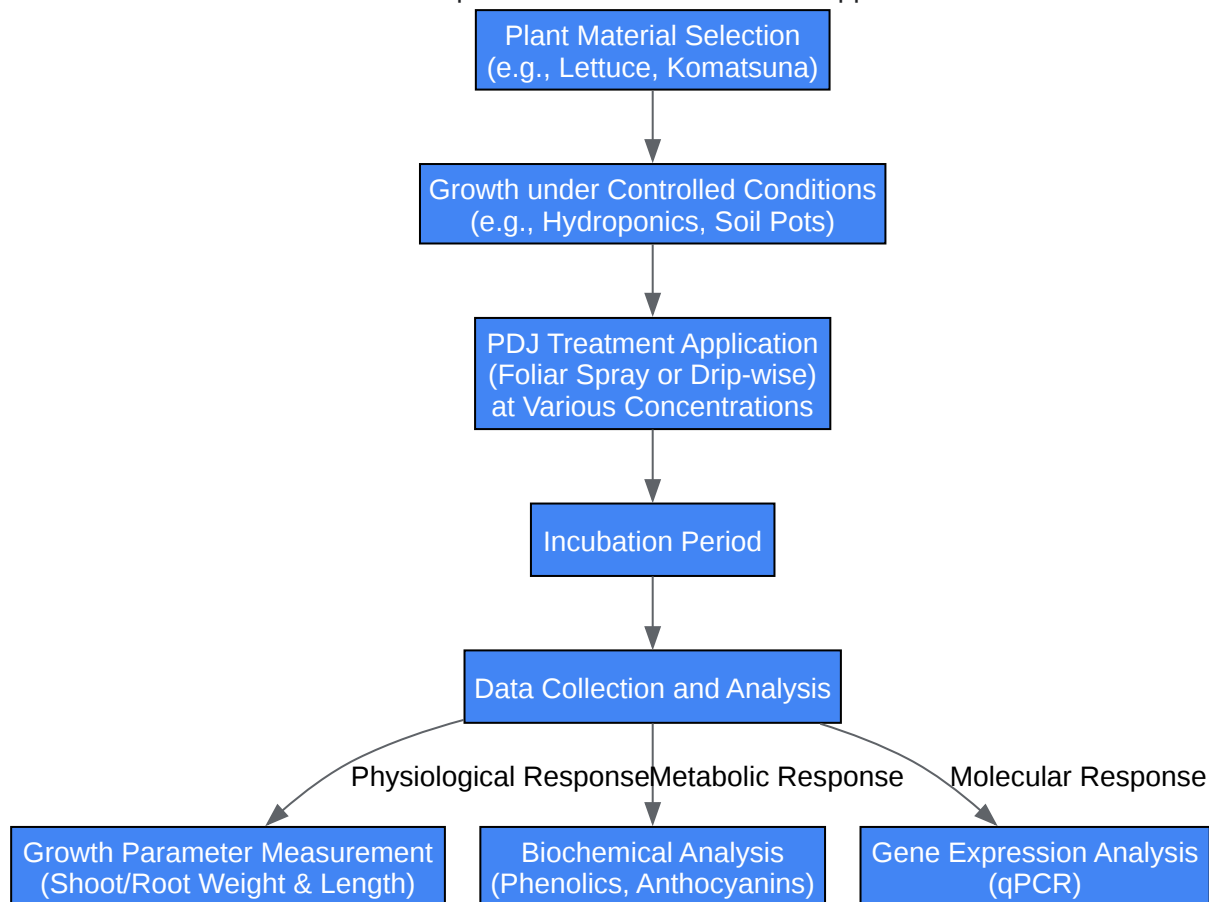 Plant Material Selection
(e.g., Lettuce, Komatsuna)
Growth under Controlled Conditions
(e.g., Hydroponics, Soil Pots)
PDJ Treatment Application
(Foliar Spray or Drip-wise)
at Various Concentrations
Incubation Period
Data Collection and Analysis
Physiological Response
Metabolic Response
Molecular Response
Growth Parameter Measurement
(Shoot/Root Weight & Length)
Biochemical Analysis
(Phenolics, Anthocyanins)
Gene Expression Analysis
(qPCR)